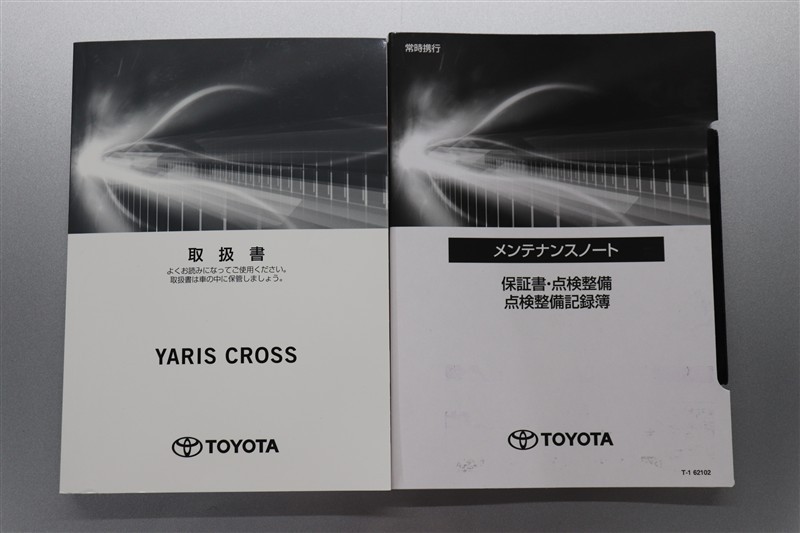 取扱書
よくお読みになってご使用ください。
取扱書は車の中に保管しましょう。
YARIS CROSS
TOYOTA
常時携行
メンテナンスノート
保証書・点検整備
点検整備記録簿
TOYOTA
T-1 62102